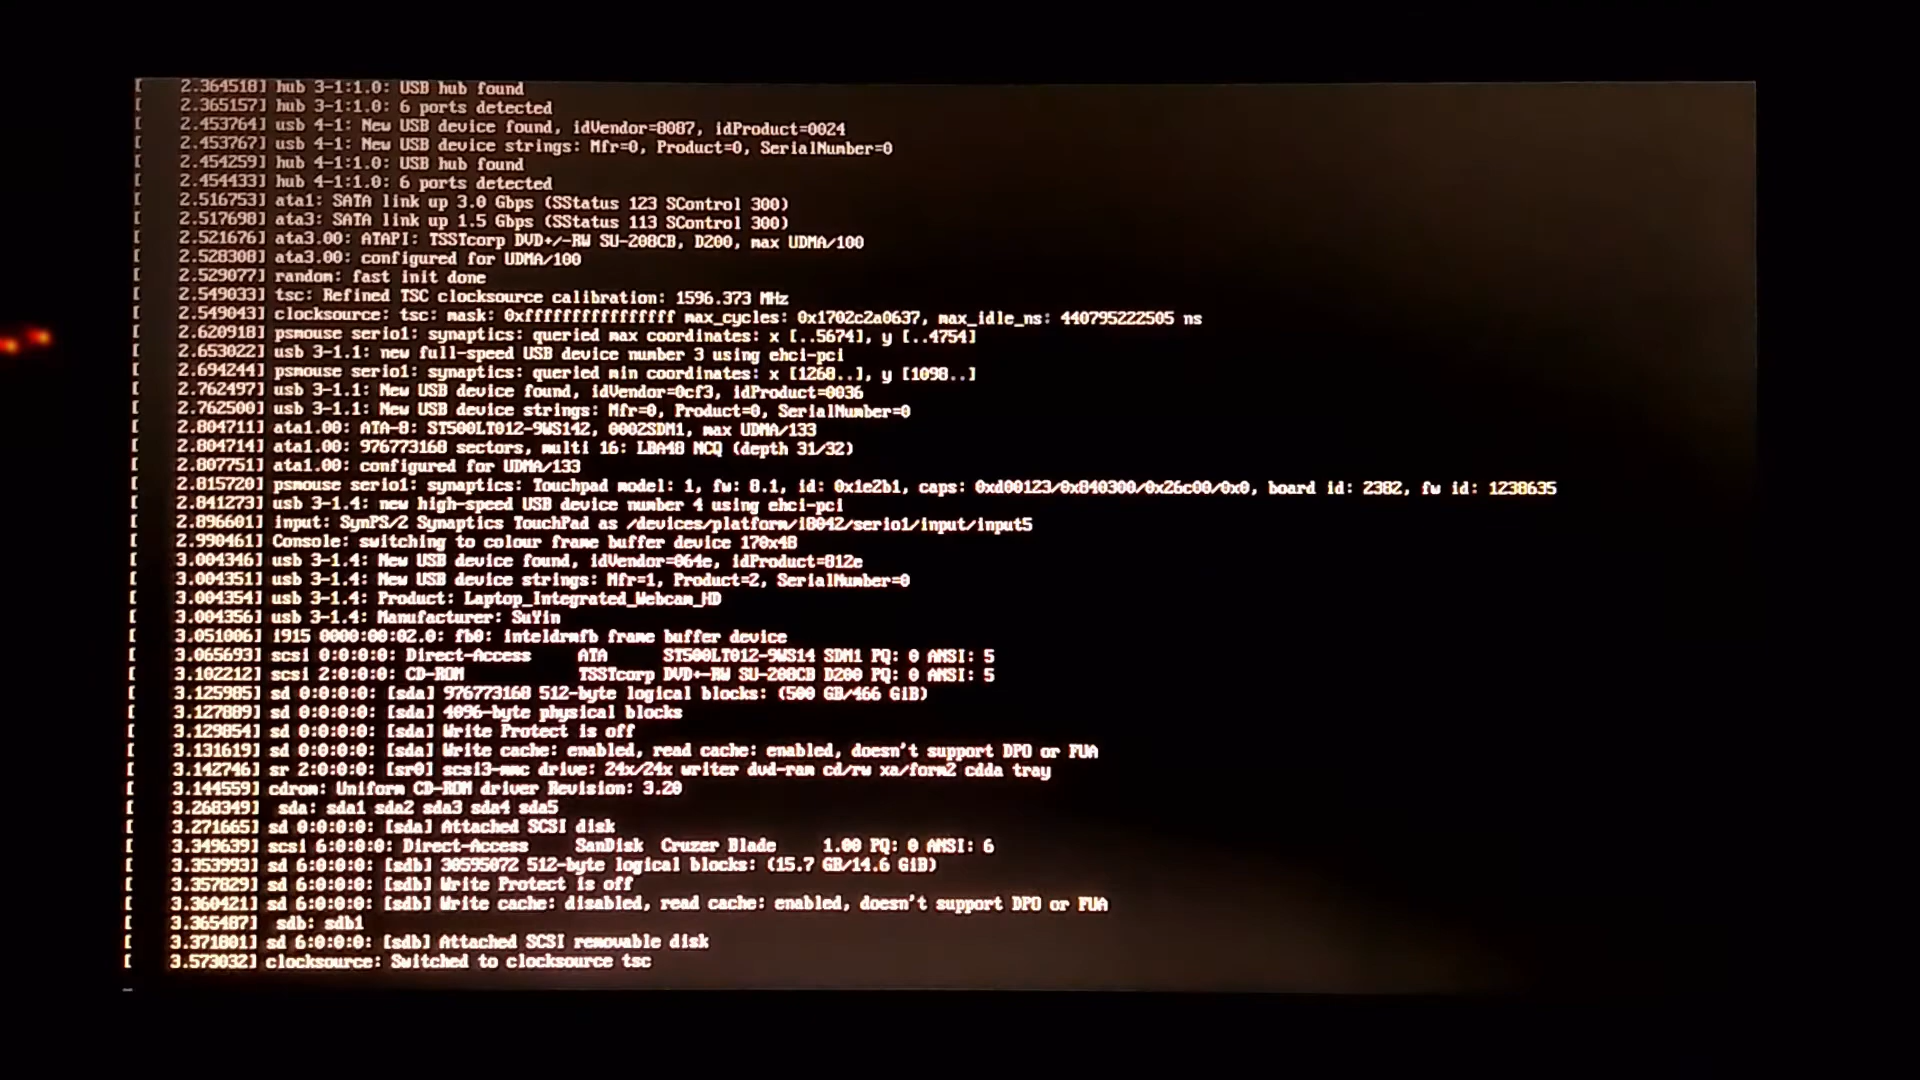 [    2.364518] hub 3-1:1.0: USB hub found
[    2.365157] hub 3-1:1.0: 6 ports detected
[    2.453764] usb 4-1: New USB device found, idVendor=8087, idProduct=0024
[    2.453767] usb 4-1: New USB device strings: Mfr=0, Product=0, SerialNumber=0
[    2.454259] hub 4-1:1.0: USB hub found
[    2.454433] hub 4-1:1.0: 6 ports detected
[    2.516753] ata1: SATA link up 3.0 Gbps (SStatus 123 SControl 300)
[    2.517698] ata3: SATA link up 1.5 Gbps (SStatus 113 SControl 300)
[    2.521676] ata3.00: ATAPI: TSSTcorp DVD+/-RW SU-208CB, D200, max UDMA/100
[    2.528308] ata3.00: configured for UDMA/100
[    2.529077] random: fast init done
[    2.549033] tsc: Refined TSC clocksource calibration: 1596.373 MHz
[    2.549043] clocksource: tsc: mask: 0xffffffffffffffff max_cycles: 0x1702c2a0637, max_idle_ns: 440795222505 ns
[    2.620918] psmouse serio1: synaptics: queried max coordinates: x [..5674], y [..4754]
[    2.653022] usb 3-1.1: new full-speed USB device number 3 using ehci-pci
[    2.694244] psmouse serio1: synaptics: queried min coordinates: x [1268..], y [1098..]
[    2.762497] usb 3-1.1: New USB device found, idVendor=0cf3, idProduct=0036
[    2.762500] usb 3-1.1: New USB device strings: Mfr=0, Product=0, SerialNumber=0
[    2.804711] ata1.00: ATA-8: ST500LT012-9WS142, 0002SDM1, max UDMA/133
[    2.804714] ata1.00: 976773168 sectors, multi 16: LBA48 NCQ (depth 31/32)
[    2.807751] ata1.00: configured for UDMA/133
[    2.815720] psmouse serio1: synaptics: Touchpad model: 1, fw: 8.1, id: 0x1e2b1, caps: 0xd00123/0x840300/0x26c00/0x0, board id: 2382, fw id: 1238635
[    2.841273] usb 3-1.4: new high-speed USB device number 4 using ehci-pci
[    2.896601] input: SynPS/2 Synaptics TouchPad as /devices/platform/i8042/serio1/input/input5
[    2.990461] Console: switching to colour frame buffer device 170x48
[    3.004346] usb 3-1.4: New USB device found, idVendor=064e, idProduct=812e
[    3.004351] usb 3-1.4: New USB device strings: Mfr=1, Product=2, SerialNumber=0
[    3.004354] usb 3-1.4: Product: Laptop_Integrated_Webcam_HD
[    3.004356] usb 3-1.4: Manufacturer: SuYin
[    3.051006] i915 0000:00:02.0: fb0: inteldrmfb frame buffer device
[    3.065693] scsi 0:0:0:0: Direct-Access     ATA      ST500LT012-9WS14 SDM1 PQ: 0 ANSI: 5
[    3.102212] scsi 2:0:0:0: CD-ROM            TSSTcorp DVD+-RW SU-208CB D200 PQ: 0 ANSI: 5
[    3.125985] sd 0:0:0:0: [sda] 976773168 512-byte logical blocks: (500 GB/466 GiB)
[    3.127889] sd 0:0:0:0: [sda] 4096-byte physical blocks
[    3.129854] sd 0:0:0:0: [sda] Write Protect is off
[    3.131619] sd 0:0:0:0: [sda] Write cache: enabled, read cache: enabled, doesn't support DPO or FUA
[    3.142746] sr 2:0:0:0: [sr0] scsi3-mmc drive: 24x/24x writer dvd-ram cd/rw xa/form2 cdda tray
[    3.144559] cdrom: Uniform CD-ROM driver Revision: 3.20
[    3.268349]  sda: sda1 sda2 sda3 sda4 sda5
[    3.271665] sd 0:0:0:0: [sda] Attached SCSI disk
[    3.349639] scsi 6:0:0:0: Direct-Access     SanDisk  Cruzer Blade     1.00 PQ: 0 ANSI: 6
[    3.353993] sd 6:0:0:0: [sdb] 30595072 512-byte logical blocks: (15.7 GB/14.6 GiB)
[    3.357829] sd 6:0:0:0: [sdb] Write Protect is off
[    3.360421] sd 6:0:0:0: [sdb] Write cache: disabled, read cache: enabled, doesn't support DPO or FUA
[    3.365487]  sdb: sdb1
[    3.371801] sd 6:0:0:0: [sdb] Attached SCSI removable disk
[    3.573032] clocksource: Switched to clocksource tsc